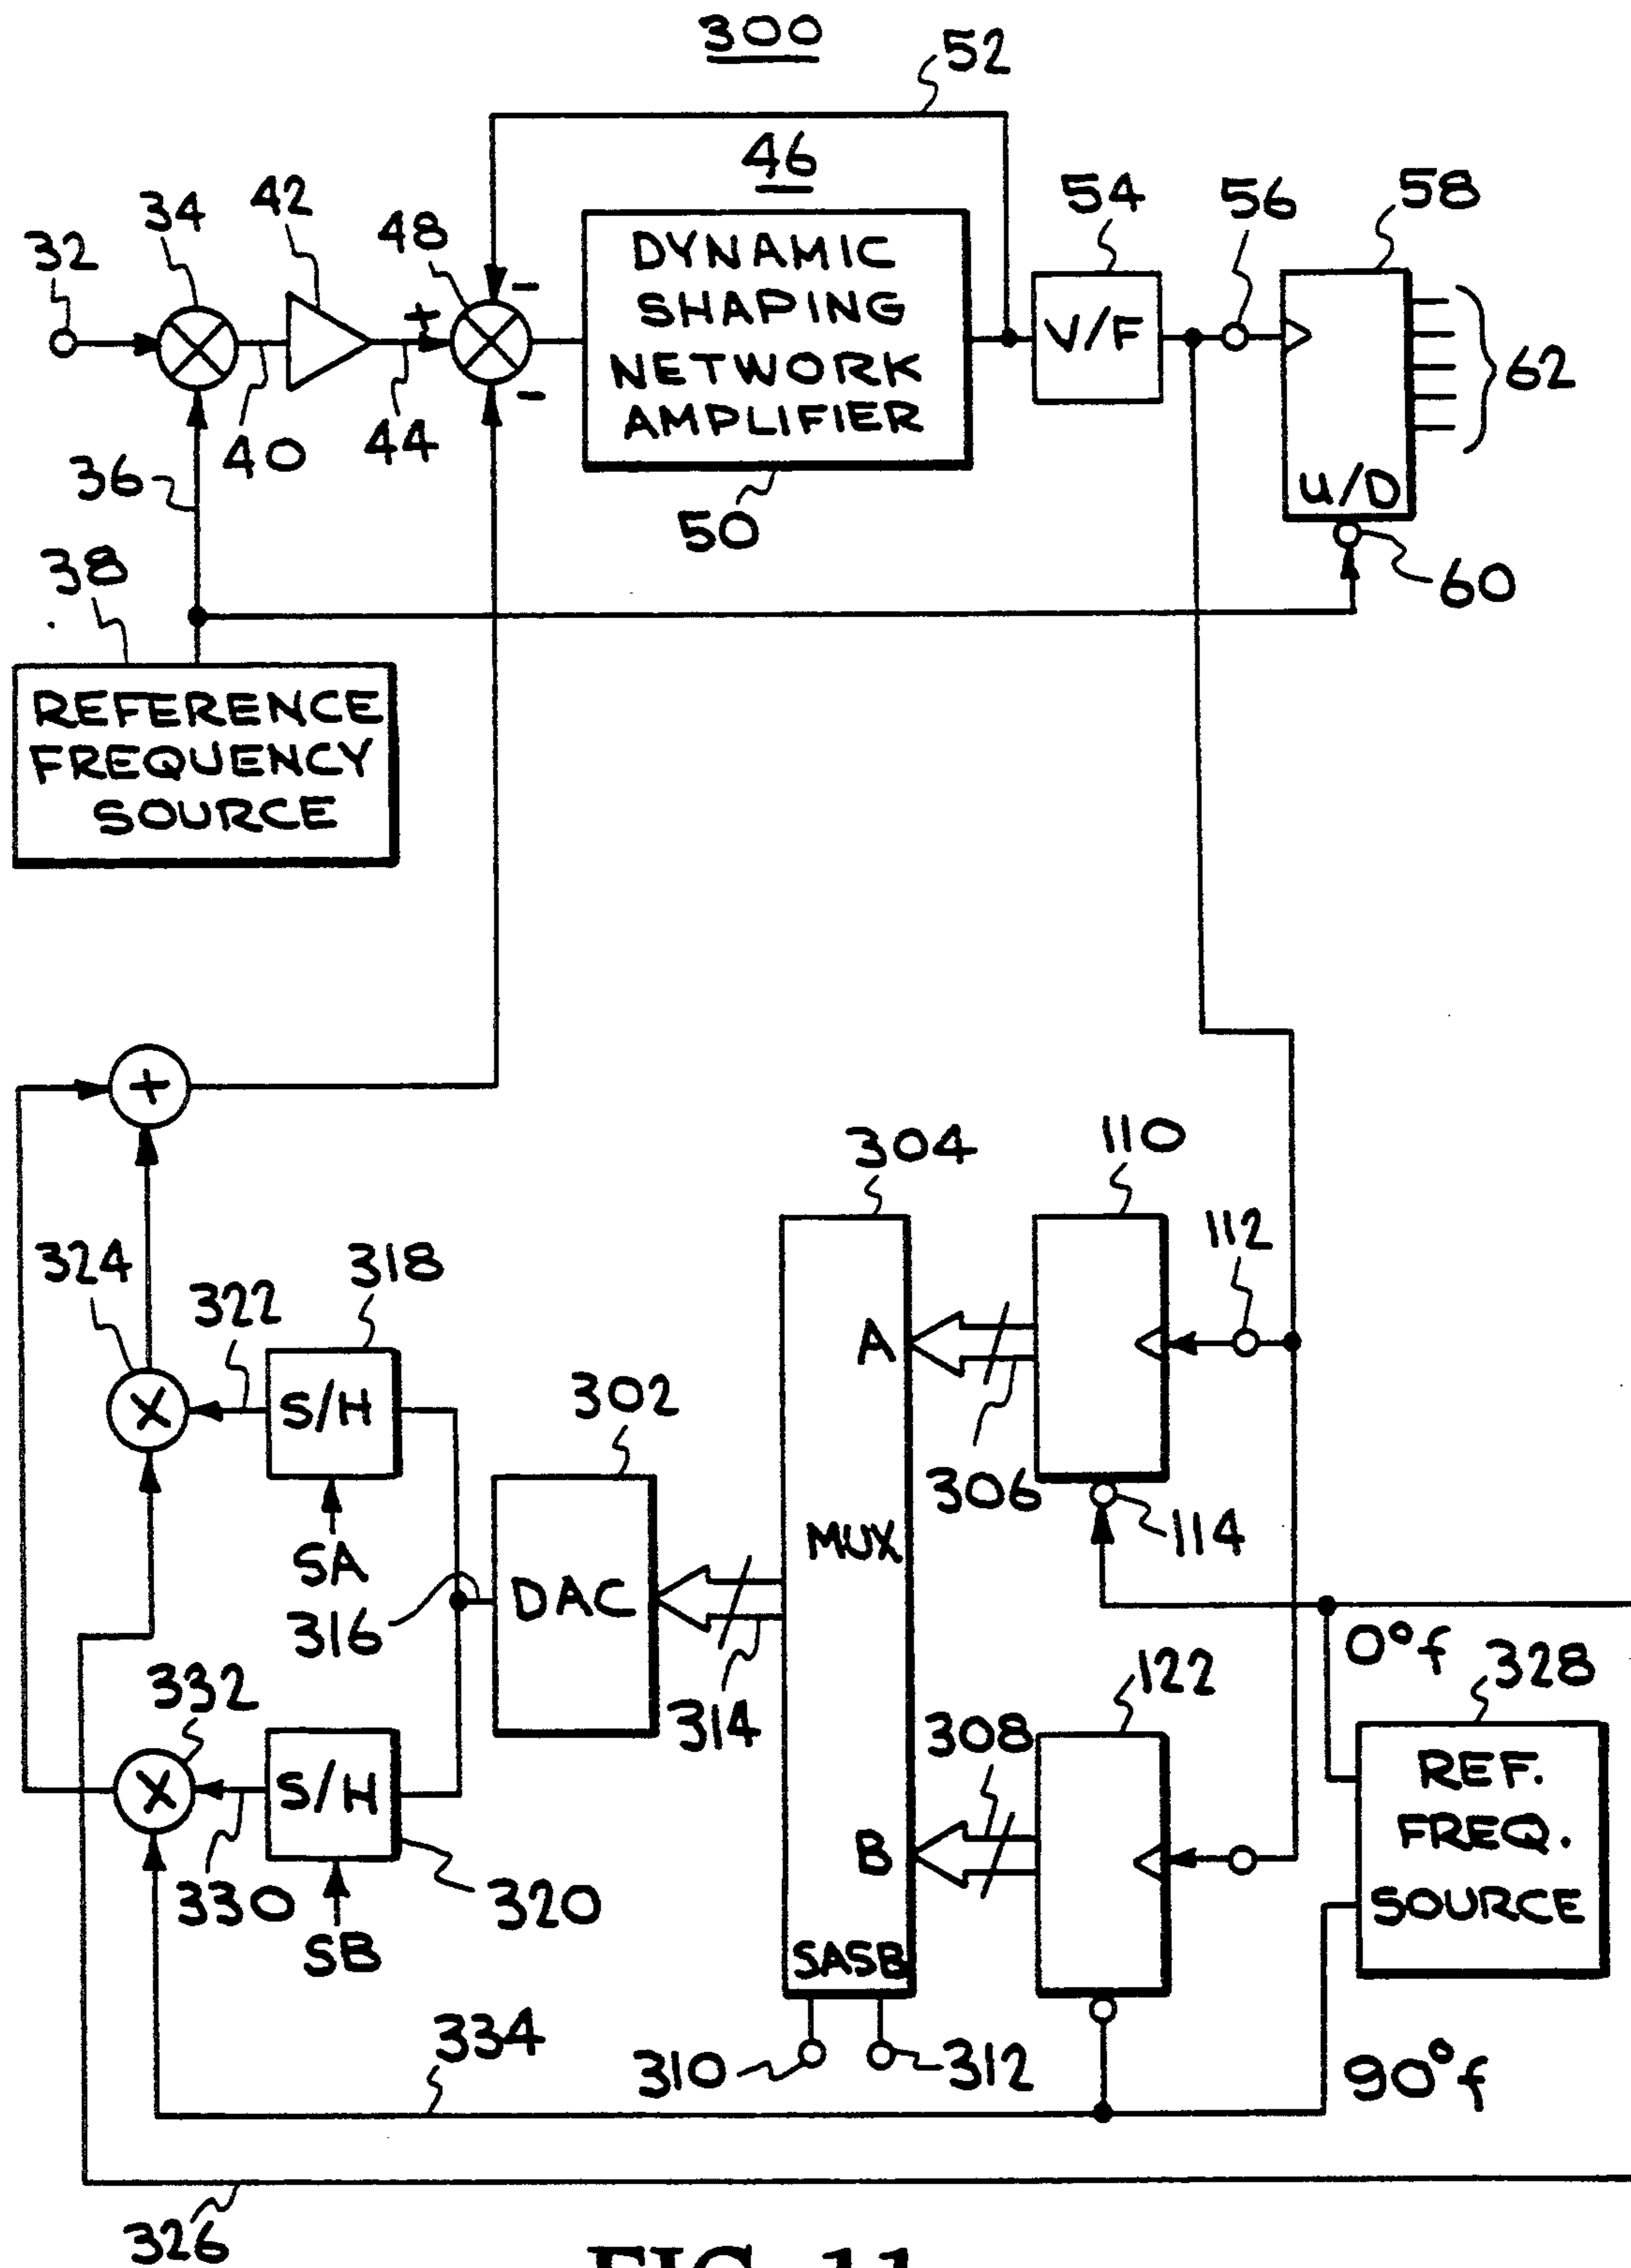 300
52
46
32
34
42
48
54
56
58
+
-
-
DYNAMIC
SHAPING
NETWORK
AMPLIFIER
V/F
U/D
62
36
40
44
50
60
38
REFERENCE
FREQUENCY
SOURCE
+
304
110
112
324
322
318
302
A
X
S/H
306
114
SA
316
DAC
MUX
314
0°f
328
332
122
308
X
S/H
REF.
FREQ.
SOURCE
B
330
320
SB
SASB
334
310
312
90°f
326
FIG. 11